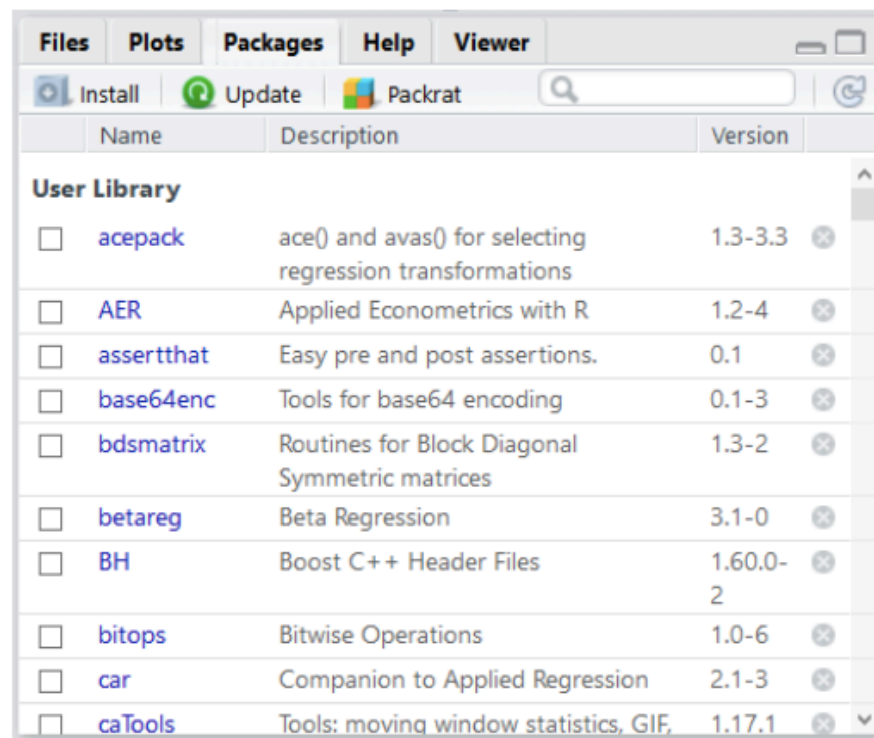 Files Plots Packages Help Viewer
Install Update Packrat
Name Description Version
User Library
acepack ace() and avas() for selecting 1.3-3.3
regression transformations
AER Applied Econometrics with R 1.2-4
assertthat Easy pre and post assertions. 0.1
base64enc Tools for base64 encoding 0.1-3
bdsmatrix Routines for Block Diagonal 1.3-2
Symmetric matrices
betareg Beta Regression 3.1-0
BH Boost C++ Header Files 1.60.0-
2
bitops Bitwise Operations 1.0-6
car Companion to Applied Regression 2.1-3
caTools Tools: moving window statistics, GIF, 1.17.1